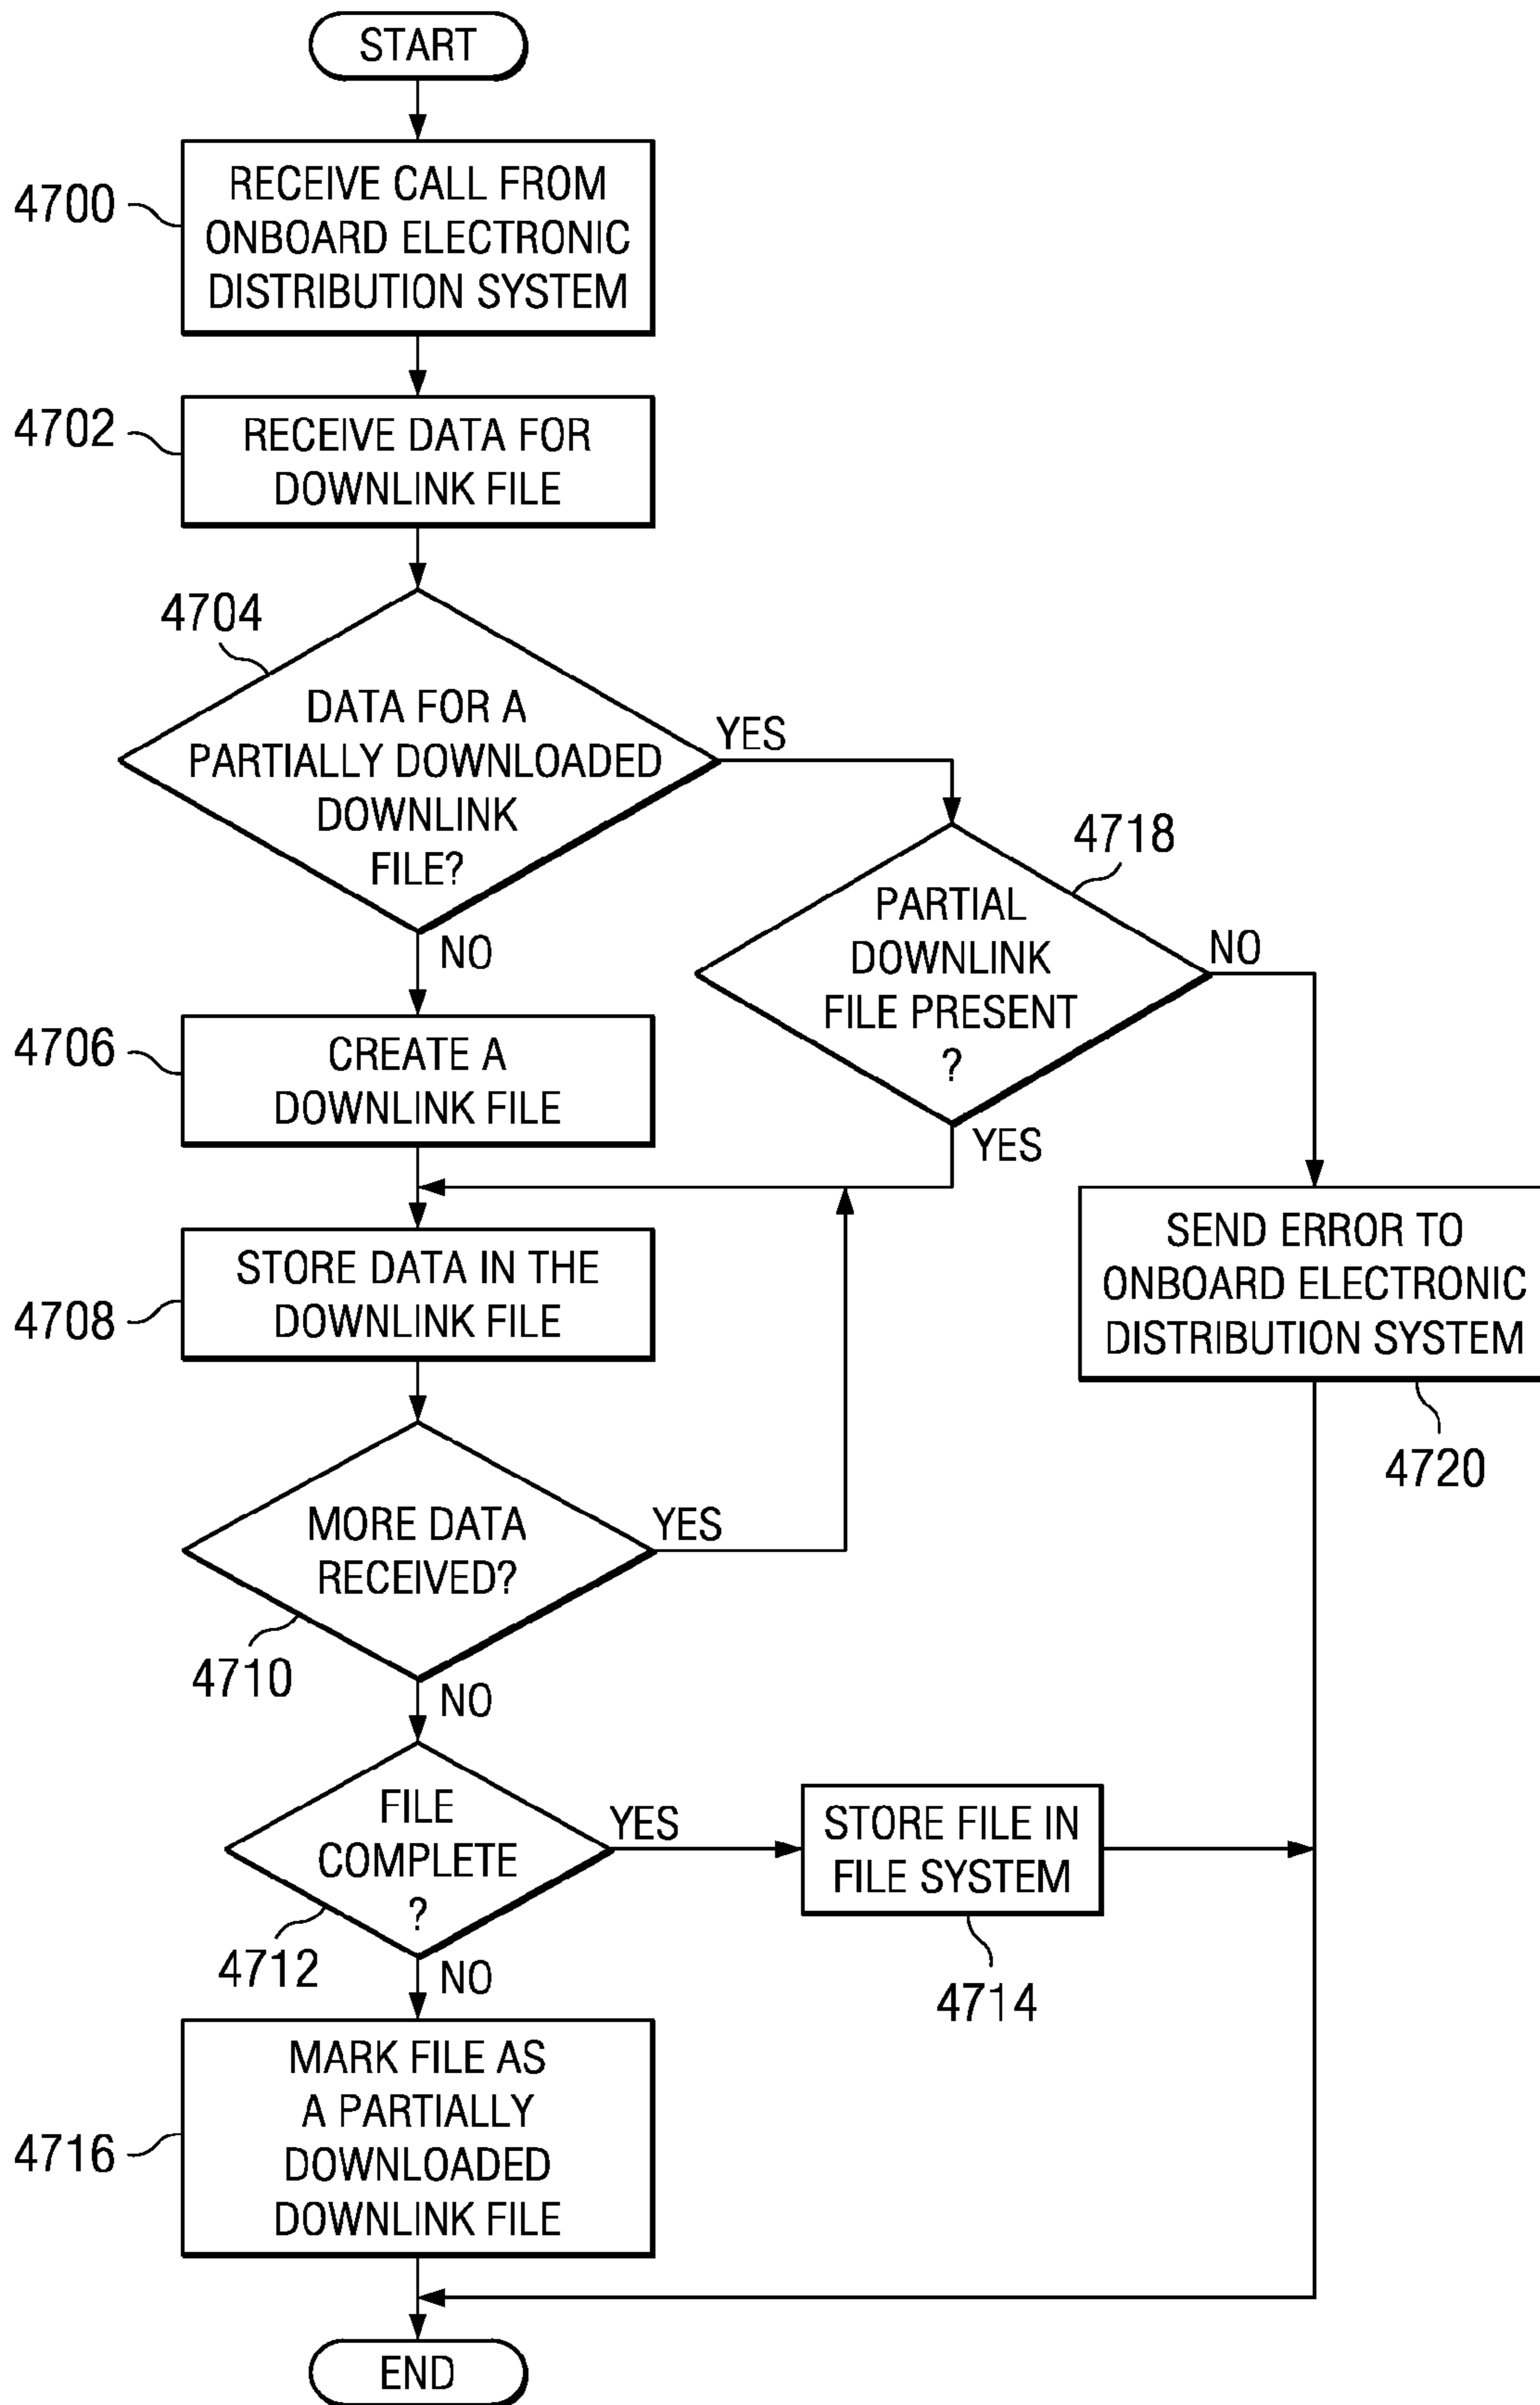 START
4700
RECEIVE CALL FROM
ONBOARD ELECTRONIC
DISTRIBUTION SYSTEM
4702
RECEIVE DATA FOR
DOWNLINK FILE
4704
DATA FOR A
PARTIALLY DOWNLOADED
DOWNLINK
FILE?
YES
NO
4718
PARTIAL
DOWNLINK
FILE PRESENT
?
NO
YES
4706
CREATE A
DOWNLINK FILE
4708
STORE DATA IN THE
DOWNLINK FILE
SEND ERROR TO
ONBOARD ELECTRONIC
DISTRIBUTION SYSTEM
4720
MORE DATA
RECEIVED?
YES
4710
NO
FILE
COMPLETE
?
YES
4712
NO
STORE FILE IN
FILE SYSTEM
4714
4716
MARK FILE AS
A PARTIALLY
DOWNLOADED
DOWNLINK FILE
END